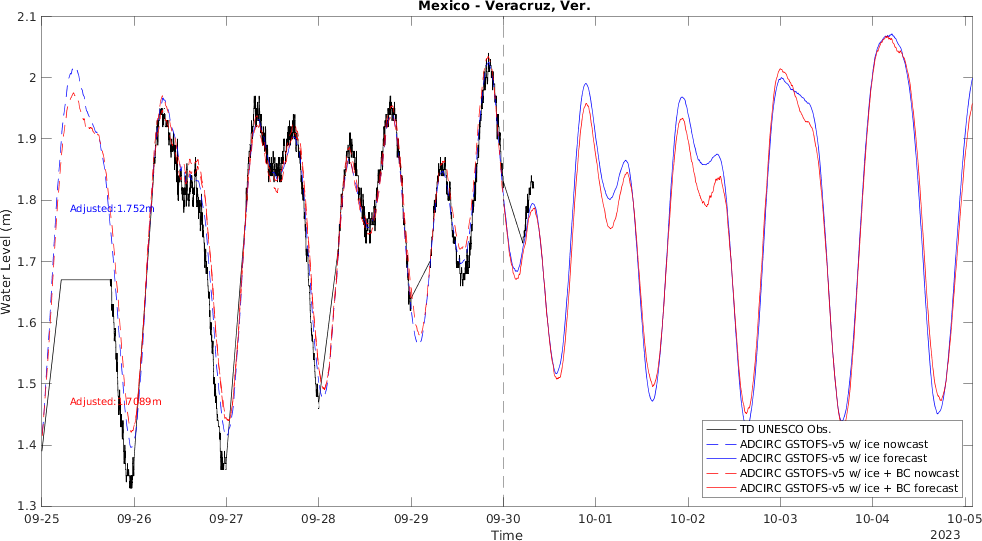 Mexico - Veracruz, Ver.
2.1
2
1.9
1.8
1.7
1.6
1.5
1.4
1.3
Water Level (m)
Adjusted:1.752m
Adjusted:1.7089m
TD UNESCO Obs.
ADCIRC GSTOFS-v5 w/ ice nowcast
ADCIRC GSTOFS-v5 w/ ice forecast
ADCIRC GSTOFS-v5 w/ ice + BC nowcast
ADCIRC GSTOFS-v5 w/ ice + BC forecast
09-25 09-26 09-27 09-28 09-29 09-30 10-01 10-02 10-03 10-04 10-05
Time
2023